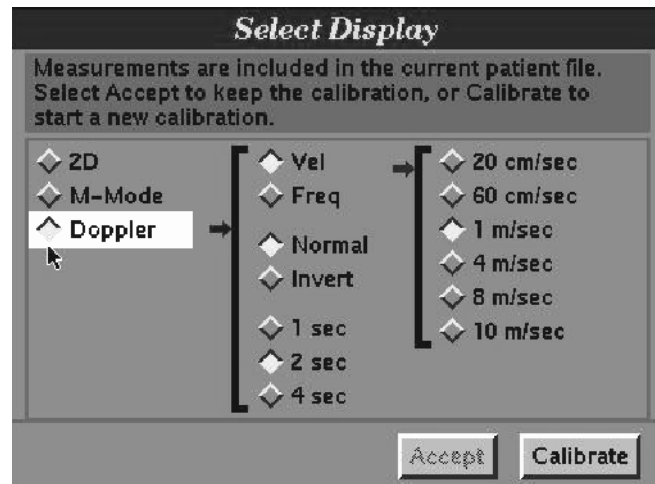 Select Display
Measurements are included in the current patient file.
Select Accept to keep the calibration, or Calibrate to
start a new calibration.
2D
M-Mode
Doppler
Vel
Freq
Normal
Invert
1 sec
2 sec
4 sec
20 cm/sec
60 cm/sec
1 m/sec
4 m/sec
8 m/sec
10 m/sec
Accept
Calibrate